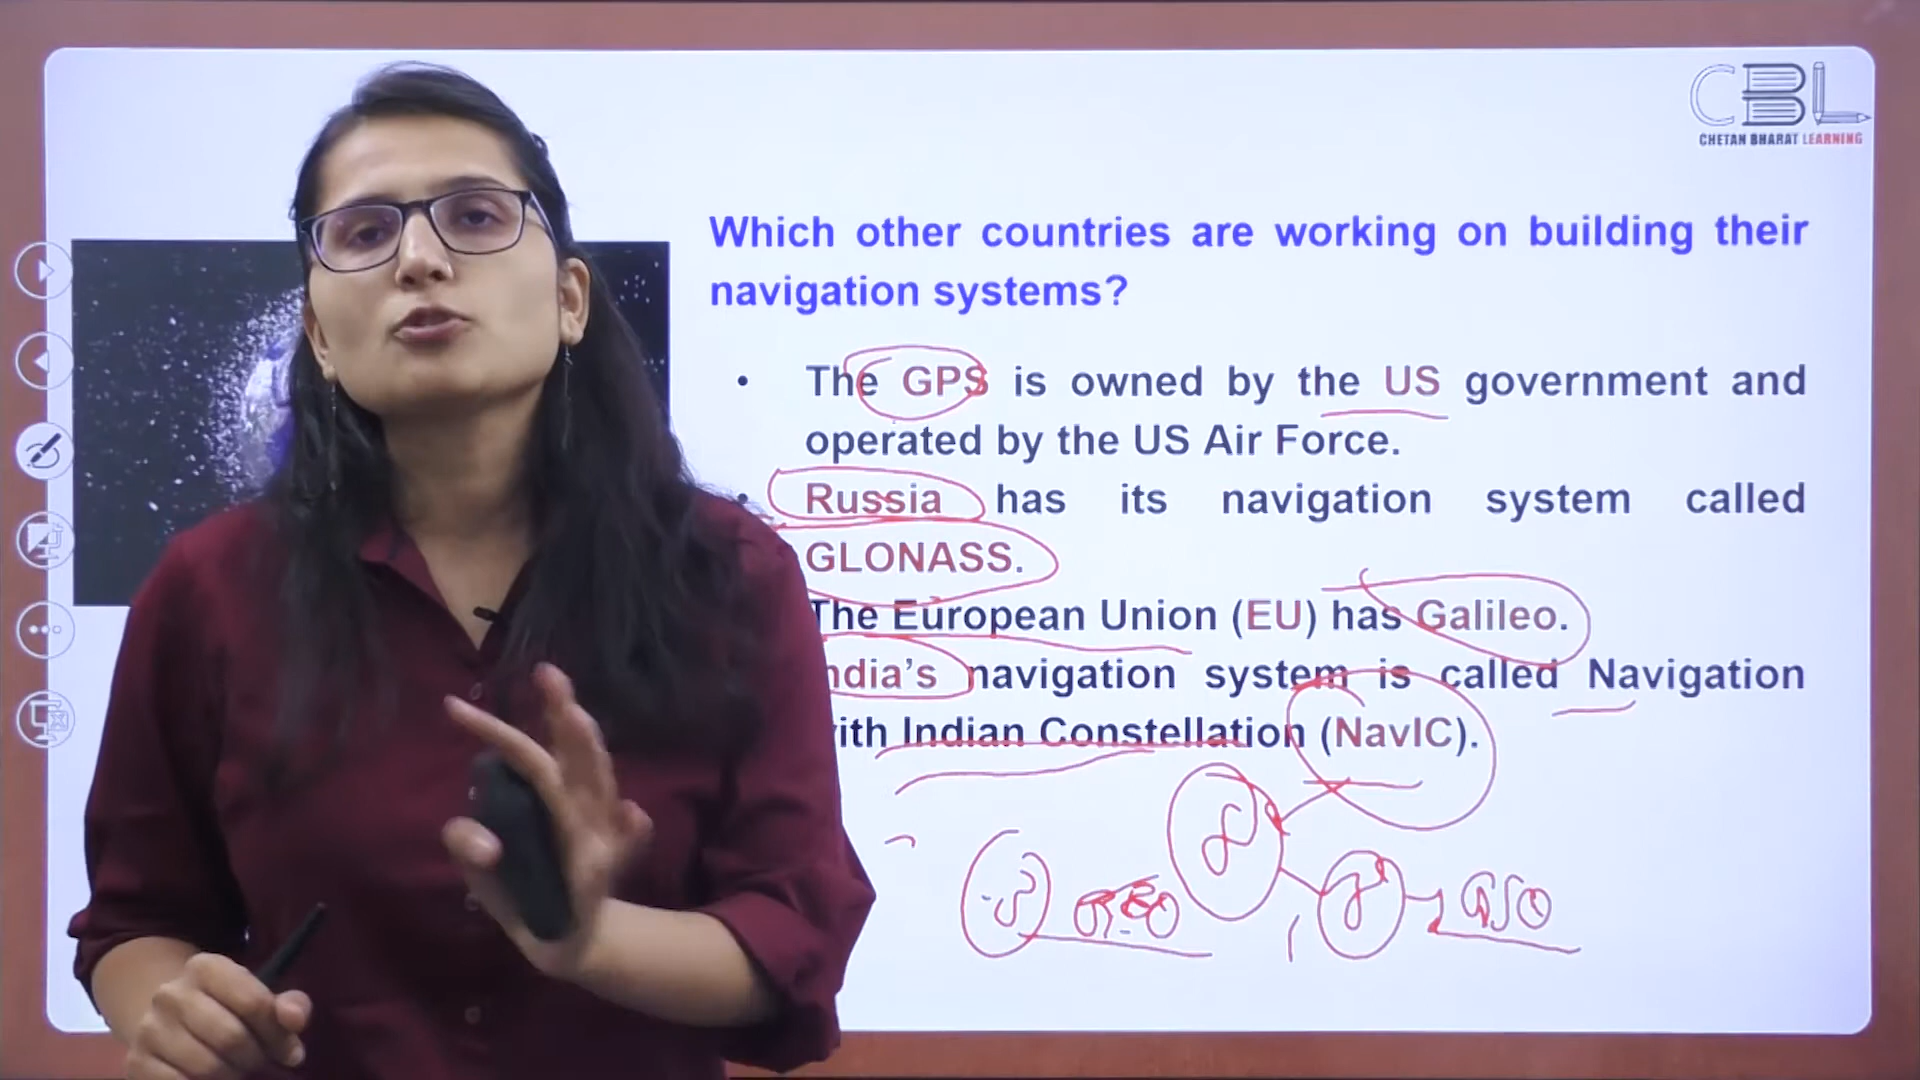 CBL
CHETAN BHARAT LEARNING
Which other countries are working on building their
navigation systems?
• The GPS is owned by the US government and
operated by the US Air Force.
• Russia has its navigation system called
GLONASS.
The European Union (EU) has Galileo.
navigation system is called Navigation
Indian Constellation (NavIC).
GSO